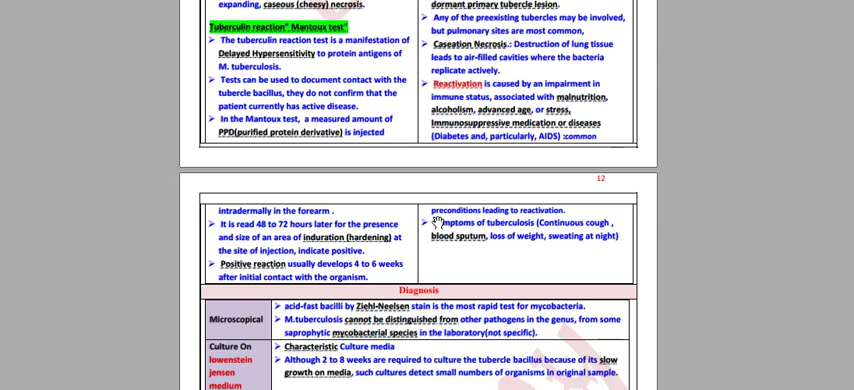 expanding, caseous (cheesy) necrosis.
Tuberculin reaction" Mantoux test"
➢ The tuberculin reaction test is a manifestation of
Delayed Hypersensitivity to protein antigens of
M. tuberculosis.
➢ Tests can be used to document contact with the
tubercle bacillus, they do not confirm that the
patient currently has active disease.
➢ In the Mantoux test, a measured amount of
PPD(purified protein derivative) is injected
dormant primary tubercle lesion.
➢ Any of the preexisting tubercles may be involved,
but pulmonary sites are most common,
➢ Caseation Necrosis.: Destruction of lung tissue
leads to air-filled cavities where the bacteria
replicate actively.
➢ Reactivation is caused by an impairment in
immune status, associated with malnutrition,
alcoholism, advanced age, or stress,
Immunosuppressive medication or diseases
(Diabetes and, particularly, AIDS) :common
12
intradermally in the forearm .
➢ It is read 48 to 72 hours later for the presence
and size of an area of induration (hardening) at
the site of injection, indicate positive.
➢ Positive reaction usually develops 4 to 6 weeks
after initial contact with the organism.
preconditions leading to reactivation.
➢ Symptoms of tuberculosis (Continuous cough ,
blood sputum, loss of weight, sweating at night)
Diagnosis
Microscopical
➢ acid-fast bacilli by Ziehl-Neelsen stain is the most rapid test for mycobacteria.
➢ M.tuberculosis cannot be distinguished from other pathogens in the genus, from some
saprophytic mycobacterial species in the laboratory(not specific).
Culture On
lowenstein
jensen
medium
➢ Characteristic Culture media
➢ Although 2 to 8 weeks are required to culture the tubercle bacillus because of its slow
growth on media, such cultures detect small numbers of organisms in original sample.